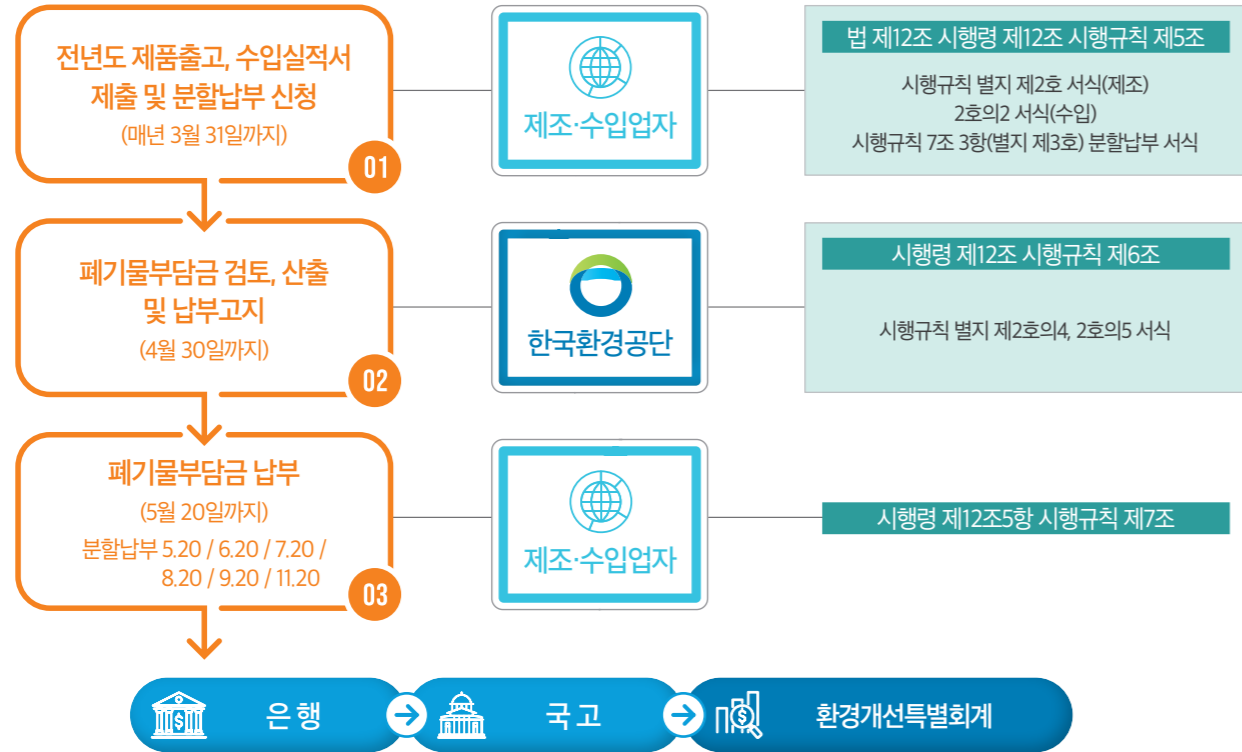 전년도 제품출고, 수입실적서
제출 및 분할납부 신청
(매년 3월 31일까지)
01
제조·수입업자
법 제12조 시행령 제12조 시행규칙 제5조
시행규칙 별지 제2호 서식(제조)
2호의2 서식(수입)
시행규칙 7조 3항(별지 제3호) 분할납부 서식
폐기물부담금 검토, 산출
및 납부고지
(4월 30일까지)
02
한국환경공단
시행령 제12조 시행규칙 제6조
시행규칙 별지 제2호의4, 2호의5 서식
폐기물부담금 납부
(5월 20일까지)
분할납부 5.20 / 6.20 / 7.20 /
8.20 / 9.20 / 11.20
03
제조·수입업자
시행령 제12조5항 시행규칙 제7조
은행
국고
환경개선특별회계